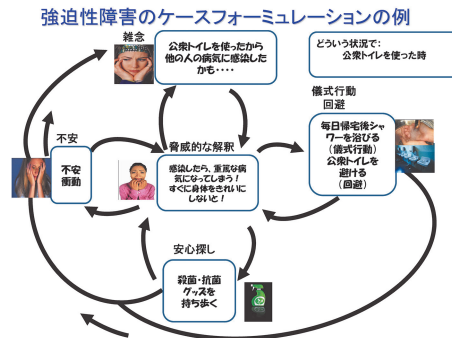 強迫性障害のケースフォーミュレーションの例
雑念
公衆トイレを使ったから
他の人の病気に感染した
かも････
どういう状況で：
公衆トイレを使った時
儀式行動
回避
毎日帰宅後シャ
ワーを浴びる
（儀式行動）
公衆トイレを
避ける
（回避）
不安
不安
衝動
脅威的な解釈
感染したら、重篤な病
気になってしまう！
すぐに身体をきれいに
しないと！
安心探し
殺菌・抗菌
グッズを
持ち歩く